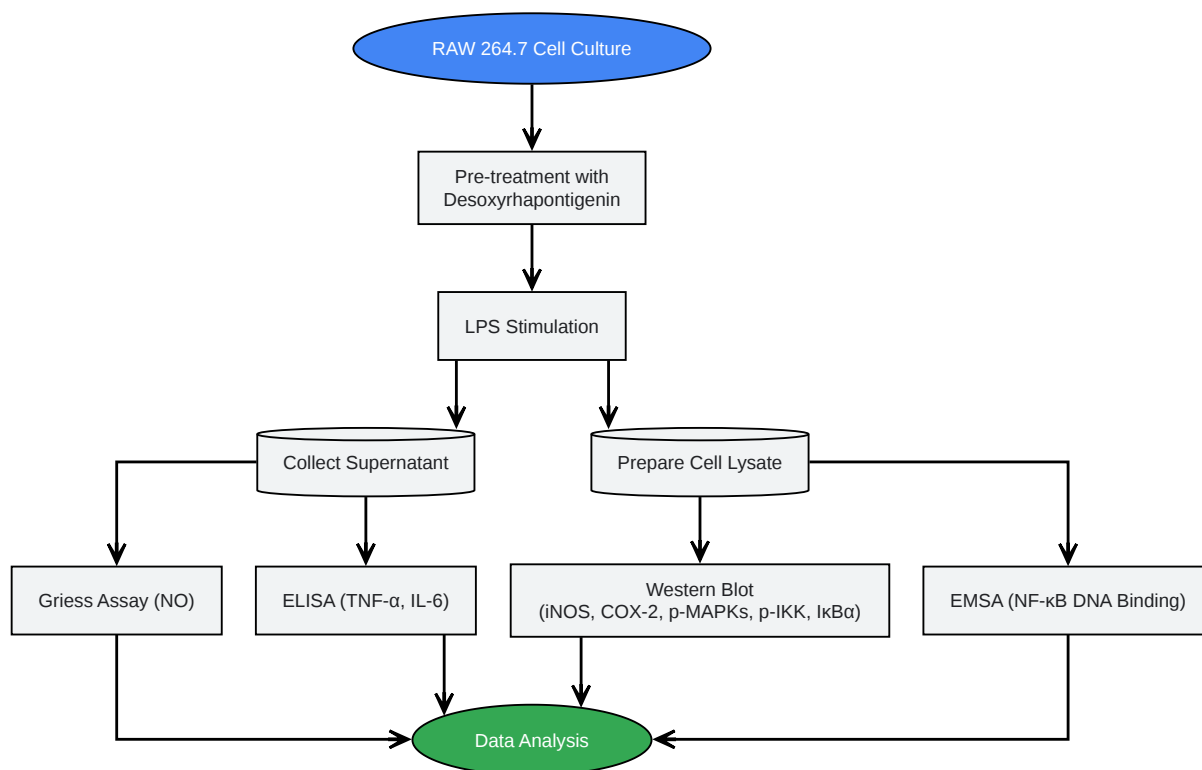 RAW 264.7 Cell Culture
Pre-treatment with
Desoxyrhapontigenin
LPS Stimulation
Collect Supernatant
Prepare Cell Lysate
Griess Assay (NO)
ELISA (TNF-α, IL-6)
Western Blot
(iNOS, COX-2, p-MAPKs, p-IKK, IκBα)
EMSA (NF-κB DNA Binding)
Data Analysis